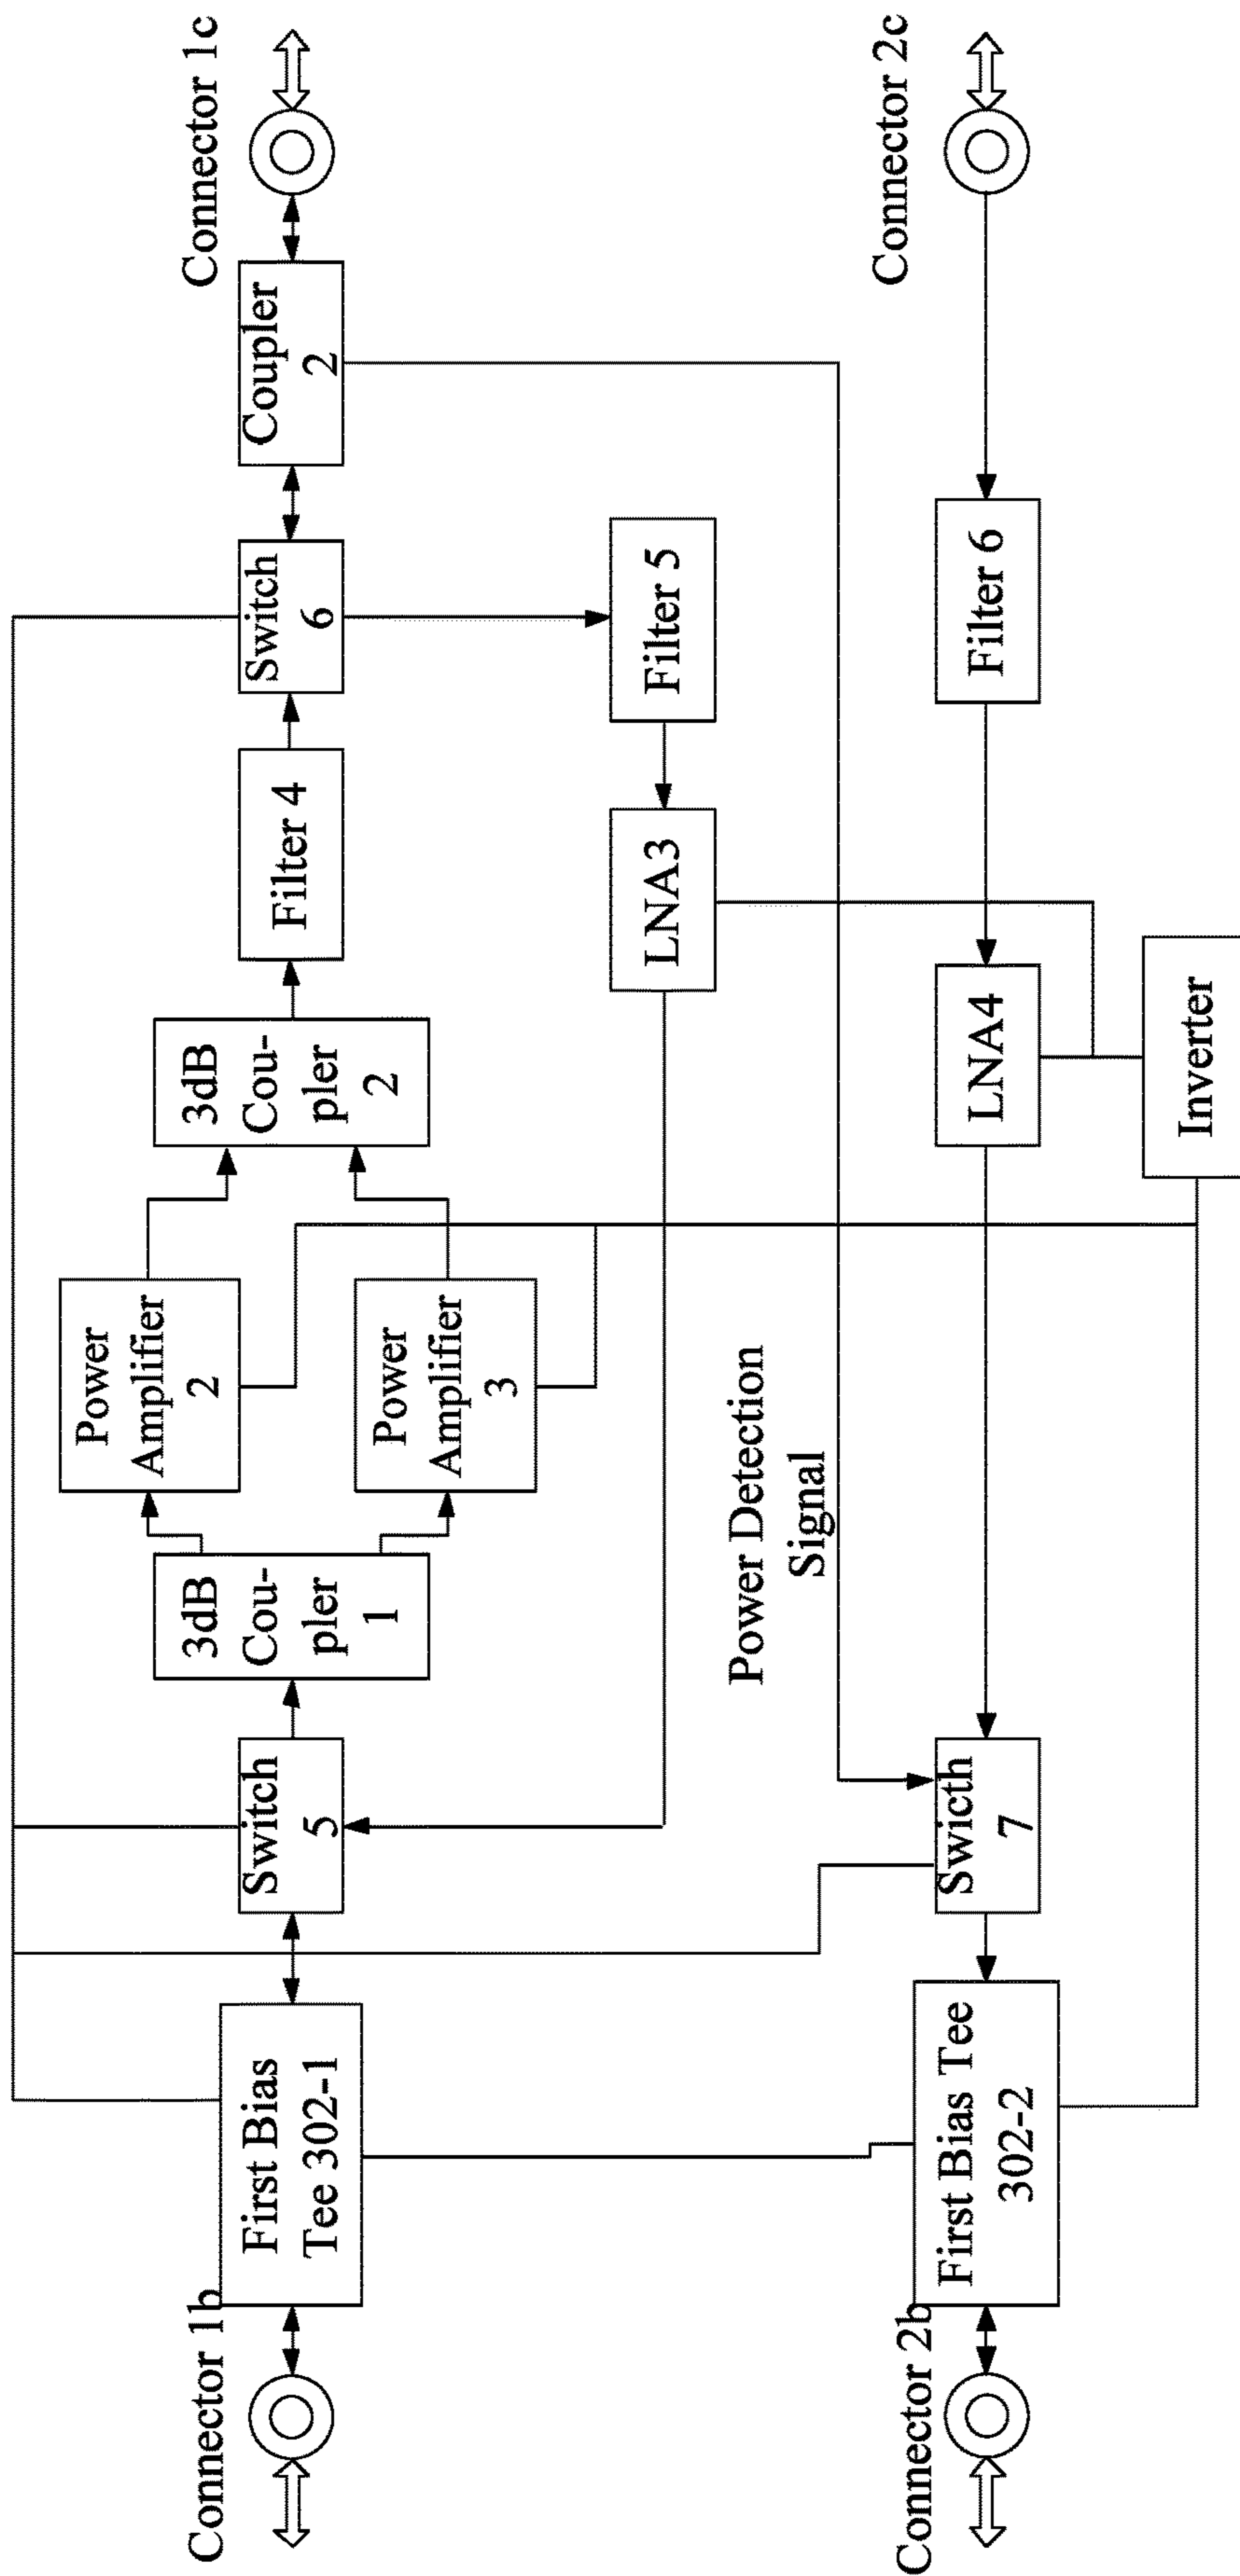 Connector 1b
First Bias
Tee 302-1
Switch
5
3dB
Cou-
pler
1
Power
Amplifier
2
Power
Amplifier
3
3dB
Cou-
pler
2
Filter 4
Switch
6
Coupler
2
Connector 1c
Filter 5
LNA3
Power Detection
Signal
Connector 2b
First Bias Tee
302-2
Swicth
7
LNA4
Filter 6
Connector 2c
Inverter